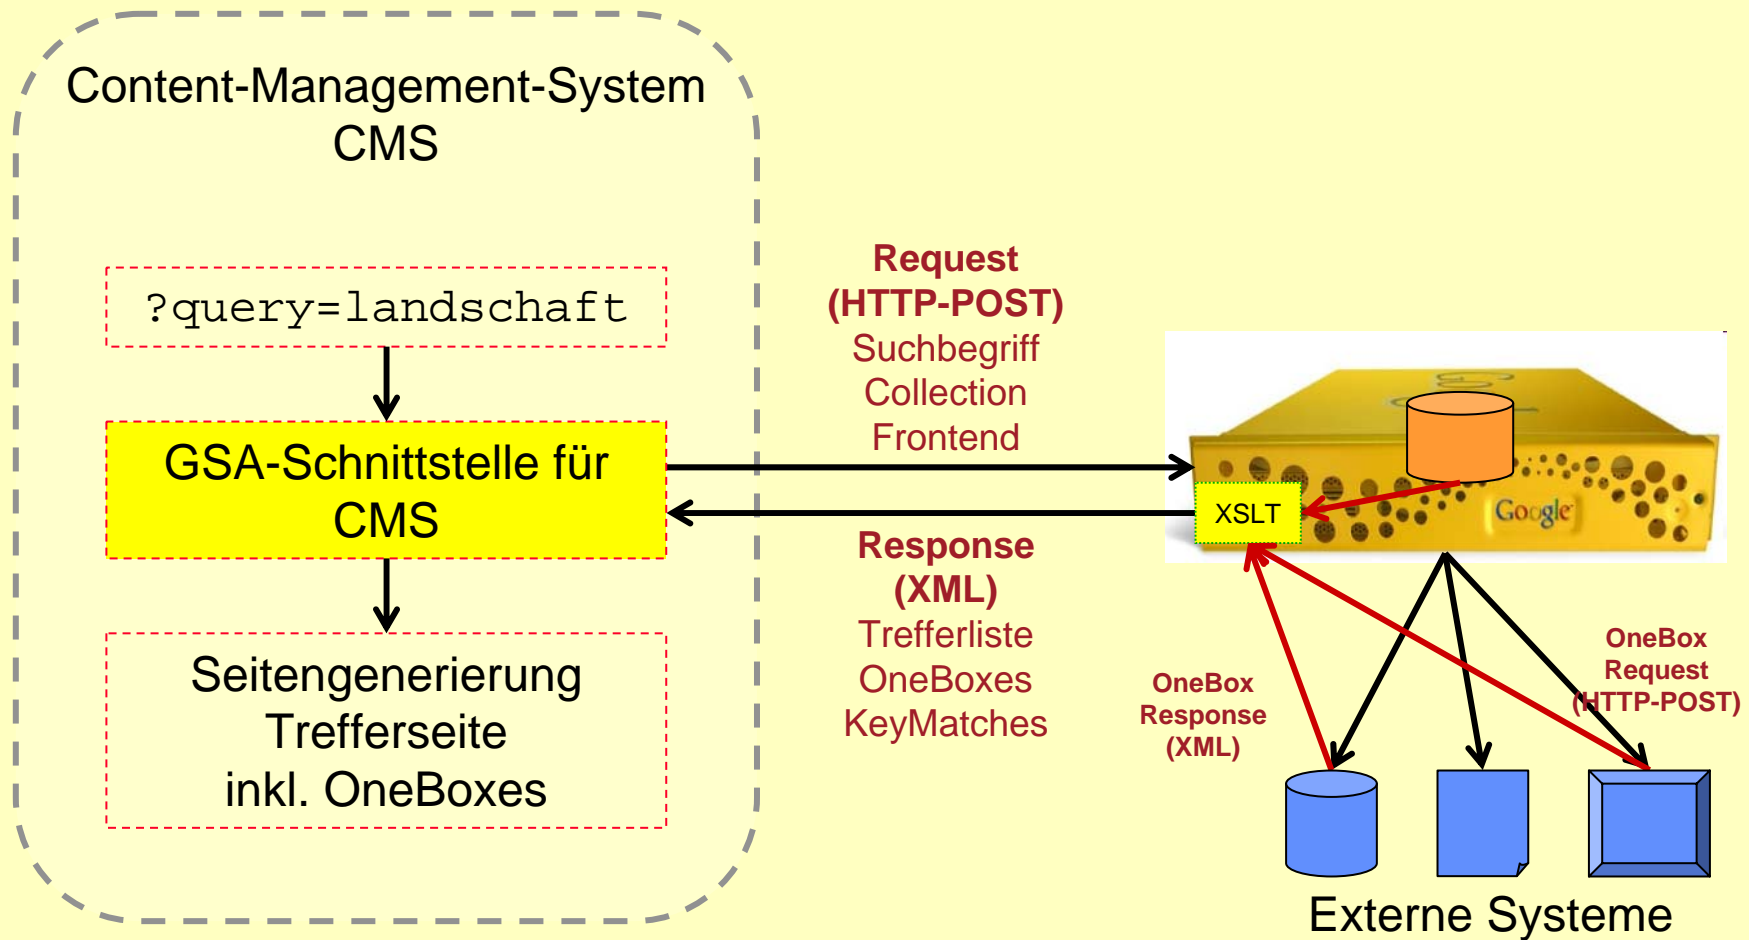 Content-Management-System
CMS
?query=landschaft
GSA-Schnittstelle für
CMS
Seitengenerierung
Trefferseite
inkl. OneBoxes
Request
(HTTP-POST)
Suchbegriff
Collection
Frontend
Response
(XML)
Trefferliste
OneBoxes
KeyMatches
XSLT
Google
OneBox
Response
(XML)
OneBox
Request
(HTTP-POST)
Externe Systeme